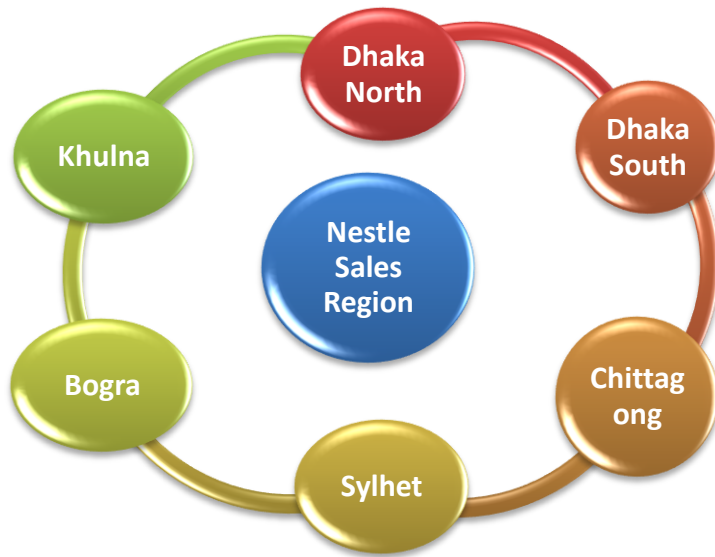 Dhaka
North
Dhaka
South
Khulna
Nestle
Sales
Region
Chittag
ong
Bogra
Sylhet